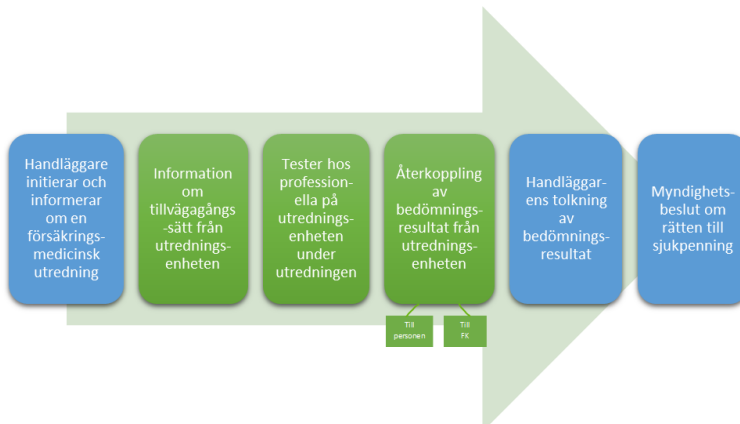 Handläggare
initierar och
informerar
om en
försäkrings-
medicinsk
utredning
Information
om
tillvägagångs
-sätt från
utrednings-
enheten
Tester hos
profession-
ella på
utrednings-
enheten
under
utredningen
Återkoppling
av
bedömnings-
resultat från
utrednings-
enheten
Till
personen
Till
FK
Handläggar-
ens tolkning
av
bedömnings-
resultat
Myndighets-
beslut om
rätten till
sjukpenning